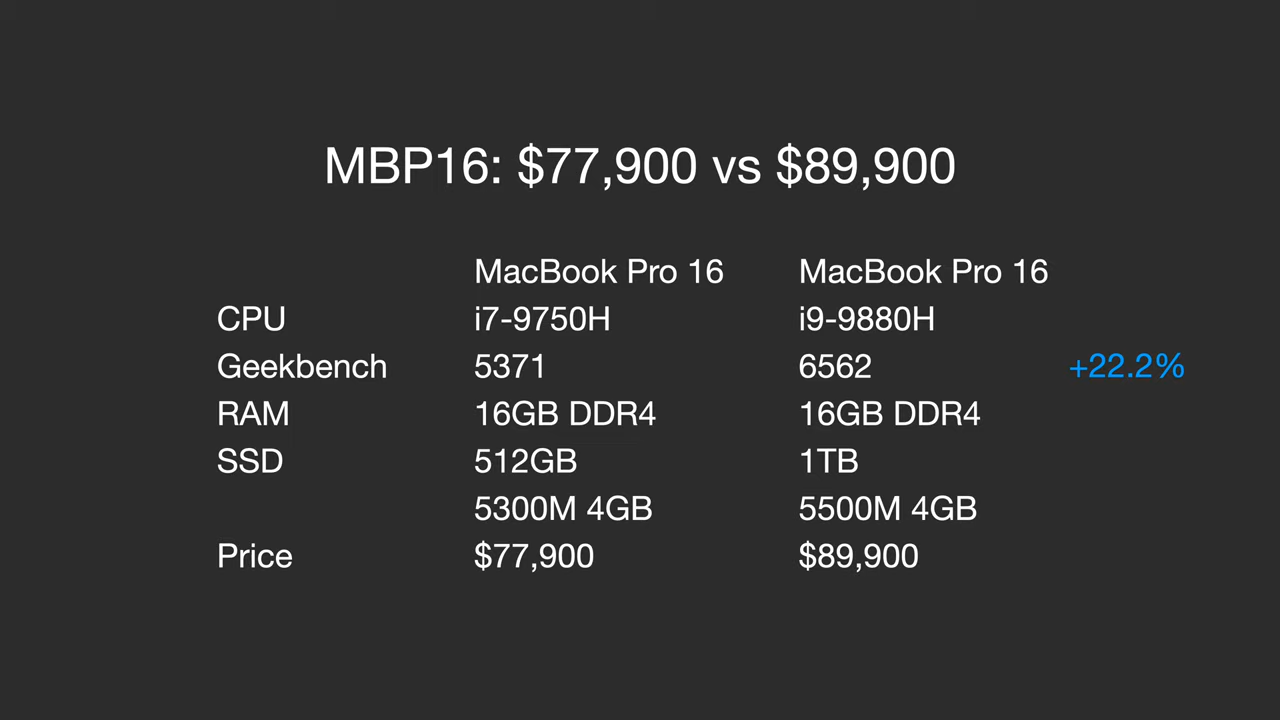 MBP16: $77,900 vs $89,900
MacBook Pro 16 MacBook Pro 16
CPU i7-9750H i9-9880H
Geekbench 5371 6562 +22.2%
RAM 16GB DDR4 16GB DDR4
SSD 512GB 1TB
5300M 4GB 5500M 4GB
Price $77,900 $89,900